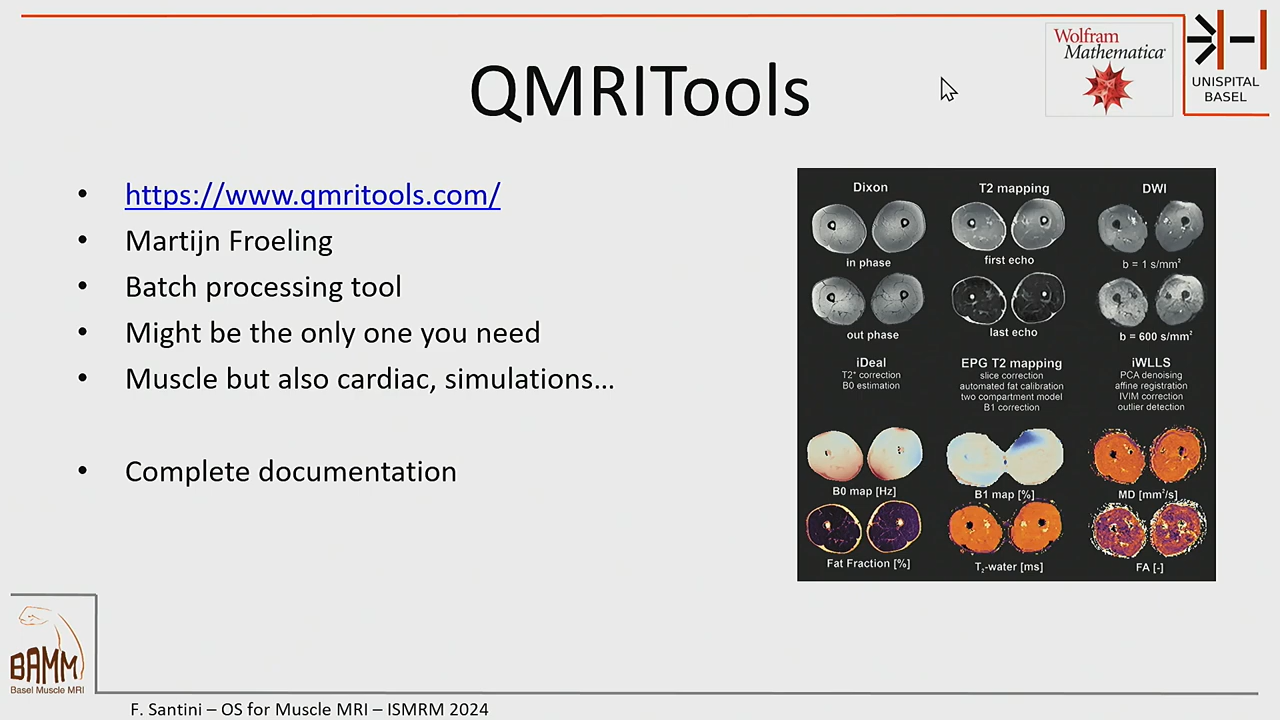 QMRITools
Wolfram
Mathematica
UNISPITAL
BASEL
• https://www.qmritools.com/
• Martijn Froeling
• Batch processing tool
• Might be the only one you need
• Muscle but also cardiac, simulations...
• Complete documentation
Dixon
T2 mapping
DWI
in phase
first echo
b = 1 s/mm²
out phase
last echo
b = 600 s/mm²
iDeal
T2* correction
B0 estimation
EPG T2 mapping
slice correction
automated fat calibration
two compartment model
B1 correction
iWLLS
PCA denoising
affine registration
IVIM correction
outlier detection
B0 map [Hz]
B1 map [%]
MD [mm²/s]
Fat Fraction [%]
T₂-water [ms]
FA [-]
BAMM
Basel Muscle MRI
F. Santini – OS for Muscle MRI – ISMRM 2024